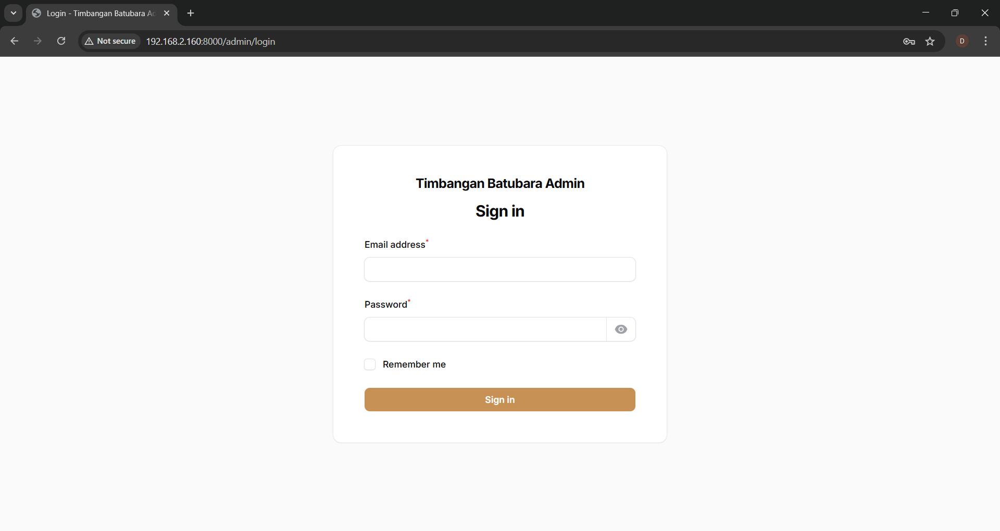 Login - Timbangan Batubara Ad
Not secure
192.168.2.160:8000/admin/login
D
Timbangan Batubara Admin
Sign in
Email address*
Password*
Remember me
Sign in